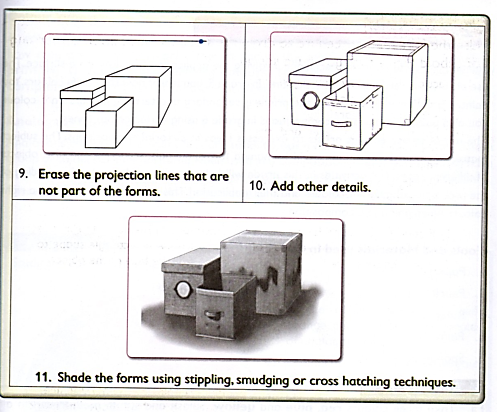 9. Erase the projection lines that are
not part of the forms.
10. Add other details.
11. Shade the forms using stippling, smudging or cross hatching techniques.